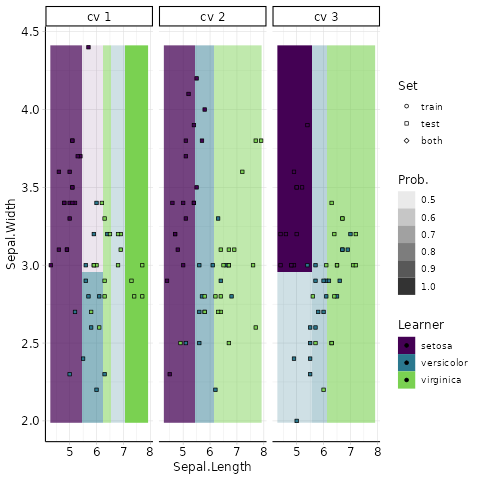 cv 1 cv 2 cv 3
4.5
4.0
3.5
3.0
2.5
2.0
Sepal.Width
5 6 7 8 5 6 7 8 5 6 7 8
Sepal.Length
Set
train
test
both
Prob.
0.5
0.6
0.7
0.8
0.9
1.0
Learner
setosa
versicolor
virginica